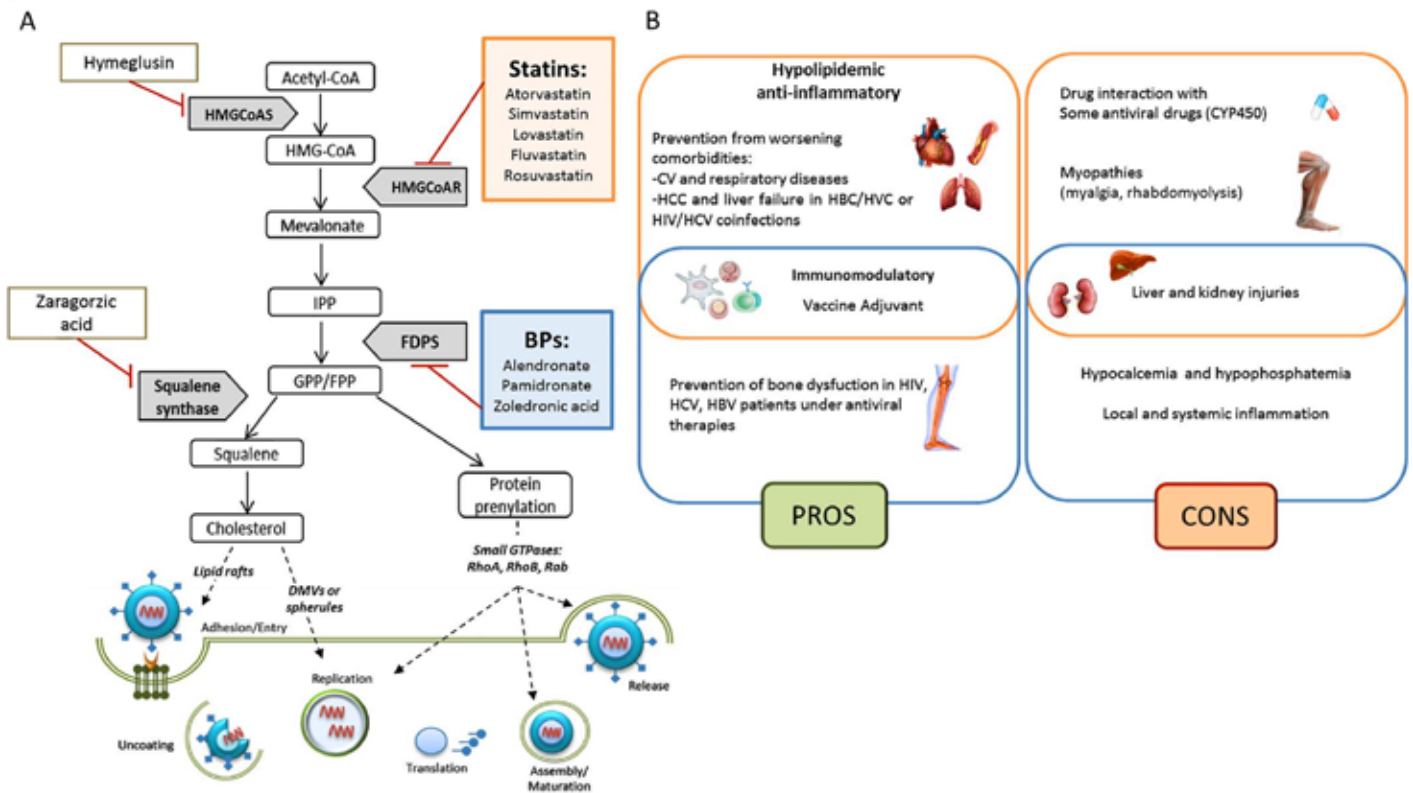 A
Hymeglusin
Acetyl-CoA
HMGCoAS
HMG-CoA
HMGCoAR
Mevalonate
Statins:
Atorvastatin
Simvastatin
Lovastatin
Fluvastatin
Rosuvastatin
Zaragorzic
acid
IPP
FDPS
Squalene
synthase
GPP/FPP
BPs:
Alendronate
Pamidronate
Zoledronic acid
Squalene
Protein
prenylation
Cholesterol
Lipid rafts
DMVs or
spherules
Small GTPases:
RhoA, RhoB, Rab
Adhesion/Entry
Replication
Release
Uncoating
Translation
Assembly/
Maturation
B
Hypolipidemic
anti-inflammatory
Prevention from worsening
comorbidities:
-CV and respiratory diseases
-HCC and liver failure in HBC/HVC or
HIV/HCV coinfections
Immunomodulatory
Vaccine Adjuvant
Prevention of bone dysfuction in HIV,
HCV, HBV patients under antiviral
therapies
PROS
Drug interaction with
Some antiviral drugs (CYP450)
Myopathies
(myalgia, rhabdomyolysis)
Liver and kidney injuries
Hypocalcemia and hypophosphatemia
Local and systemic inflammation
CONS